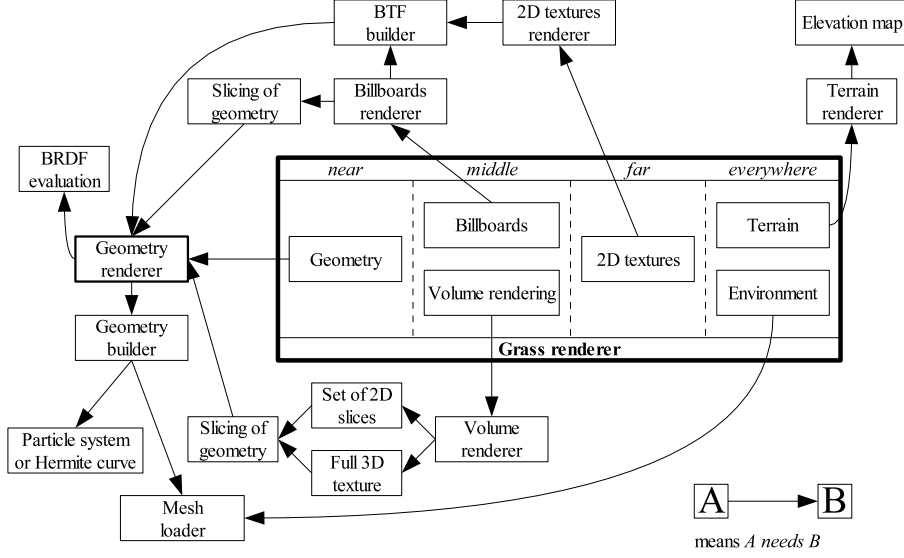 BTF
builder
2D textures
renderer
Elevation map
Slicing of
geometry
Billboards
renderer
Terrain
renderer
BRDF
evaluation
near
middle
far
everywhere
Billboards
Terrain
Geometry
renderer
Geometry
2D textures
Volume rendering
Environment
Geometry
builder
Grass renderer
Set of 2D
slices
Slicing of
geometry
Volume
renderer
Particle system
or Hermite curve
Full 3D
texture
Mesh
loader
A
B
means A needs B